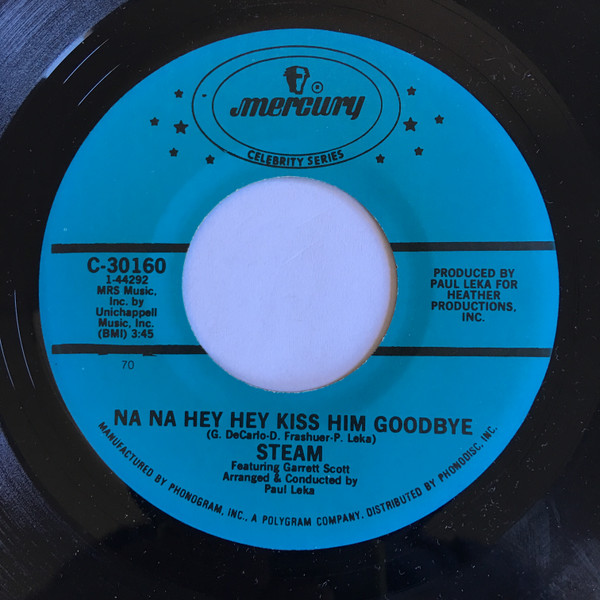 mercury
CELEBRITY SERIES
C-30160
1-44292
MRS Music,
Inc. by
Unichappell
Music, Inc.
(BMI) 3:45
70
PRODUCED BY
PAUL LEKA FOR
HEATHER
PRODUCTIONS,
INC.
NA NA HEY HEY KISS HIM GOODBYE
(G. DeCarlo-D. Frashuer-P. Leka)
STEAM
Featuring Garrett Scott
Arranged & Conducted by
Paul Leka
MANUFACTURED BY PHONOGRAM, INC., A POLYGRAM COMPANY. DISTRIBUTED BY PHONODISC, INC.